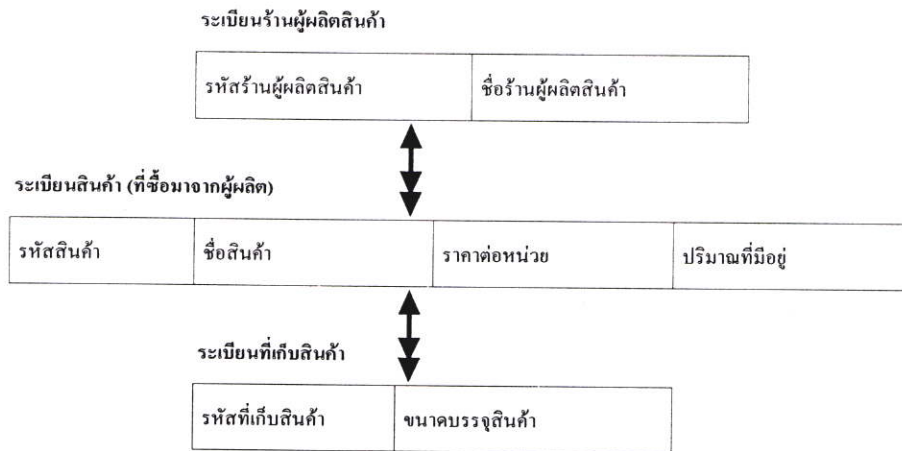 ระเบียนร้านผู้ผลิตสินค้า
รหัสร้านผู้ผลิตสินค้า ชื่อร้านผู้ผลิตสินค้า
ระเบียนสินค้า (ที่ซื้อมาจากผู้ผลิต)
รหัสสินค้า ชื่อสินค้า ราคาต่อหน่วย ปริมาณที่มีอยู่
ระเบียนที่เก็บสินค้า
รหัสที่เก็บสินค้า ขนาดบรรจุสินค้า